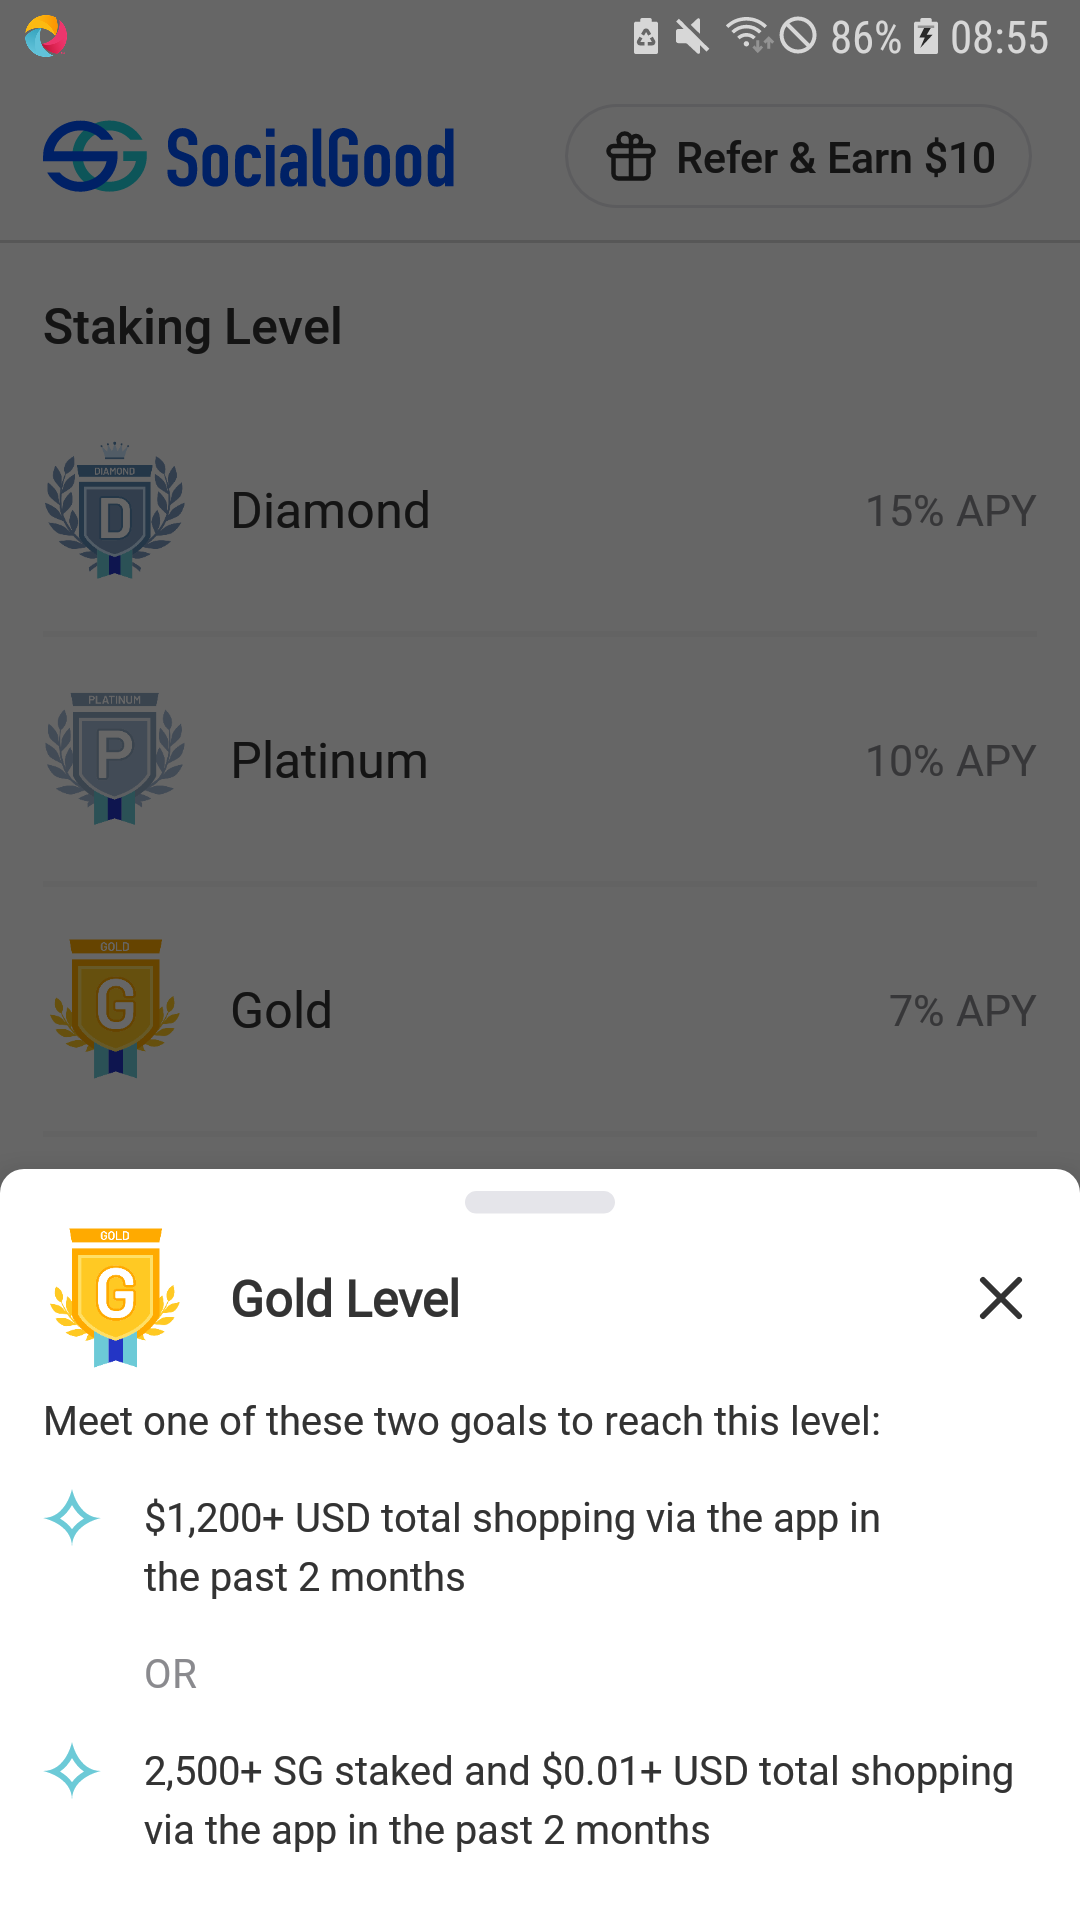 86% 08:55
SG SocialGood Refer & Earn $10
Staking Level
DIAMOND
D
Diamond 15% APY
PLATINUM
P
Platinum 10% APY
GOLD
G
Gold 7% APY
GOLD
G
Gold Level
Meet one of these two goals to reach this level:
$1,200+ USD total shopping via the app in
the past 2 months
OR
2,500+ SG staked and $0.01+ USD total shopping
via the app in the past 2 months